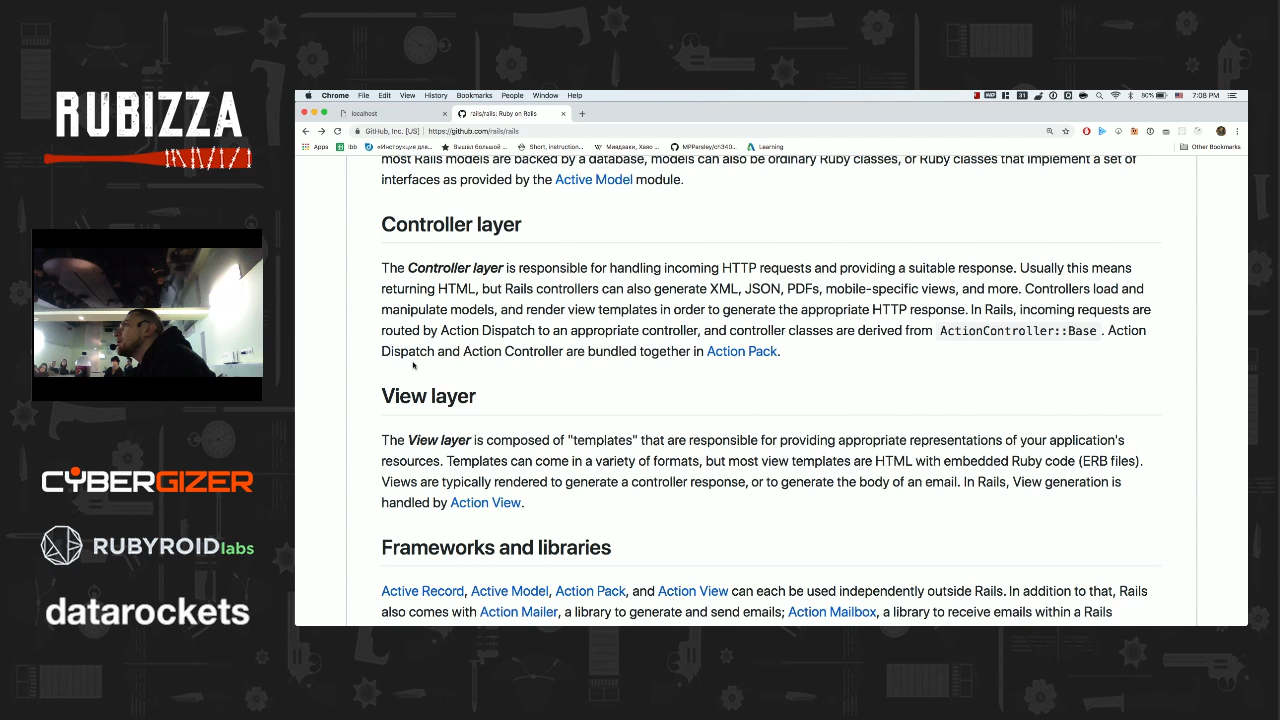 RUBIZZA
CYBERGIZER
RUBYROIDlabs
datarockets
Chrome File Edit View History Bookmarks People Window Help 80% 7:08 PM
localhost
rails/rails: Ruby on Rails
GitHub, Inc. [US] https://github.com/rails/rails
Apps ibb «Инструкция для... Вышел большой ... Short, instruction... Миядзаки, Хаяо ... MPParsley/ch340... Learning Other Bookmarks
most Rails models are backed by a database, models can also be ordinary Ruby classes, or Ruby classes that implement a set of
interfaces as provided by the Active Model module.
Controller layer
The Controller layer is responsible for handling incoming HTTP requests and providing a suitable response. Usually this means
returning HTML, but Rails controllers can also generate XML, JSON, PDFs, mobile-specific views, and more. Controllers load and
manipulate models, and render view templates in order to generate the appropriate HTTP response. In Rails, incoming requests are
routed by Action Dispatch to an appropriate controller, and controller classes are derived from ActionController::Base. Action
Dispatch and Action Controller are bundled together in Action Pack.
View layer
The View layer is composed of "templates" that are responsible for providing appropriate representations of your application's
resources. Templates can come in a variety of formats, but most view templates are HTML with embedded Ruby code (ERB files).
Views are typically rendered to generate a controller response, or to generate the body of an email. In Rails, View generation is
handled by Action View.
Frameworks and libraries
Active Record, Active Model, Action Pack, and Action View can each be used independently outside Rails. In addition to that, Rails
also comes with Action Mailer, a library to generate and send emails; Action Mailbox, a library to receive emails within a Rails